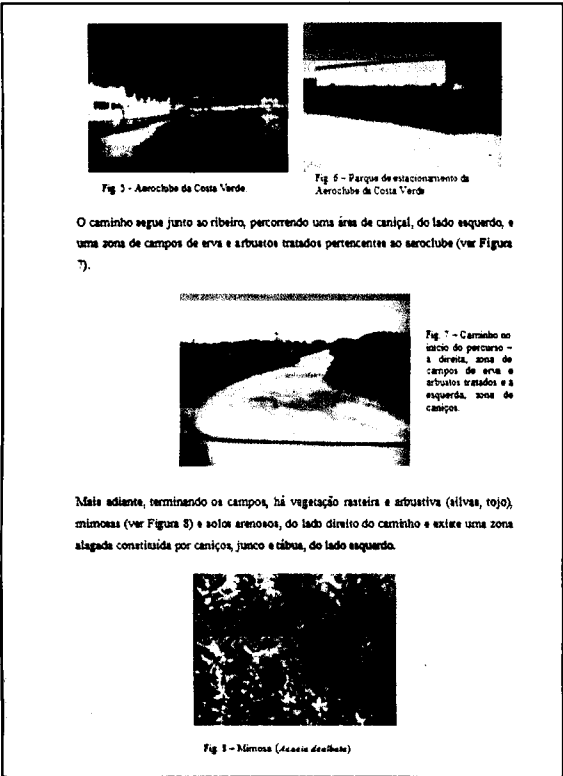 Fig. 5 - Aeroclube da Costa Verde.
Fig. 6 - Parque de estacionamento da
Aeroclube da Costa Verde
O caminho segue junto ao ribeiro, percorrendo uma área de caniçal, do lado esquerdo, e
uma zona de campos de erva e arbustos tratados pertencentes ao aeroclube (ver Figura
7).
Fig. 7 - Caminho no
início do percurso -
à direita, zona de
campos de erva e
arbustos tratados e à
esquerda, zona de
caniços.
Mais adiante, terminando os campos, há vegetação rasteira e arbustiva (silvas, tojo),
mimosas (ver Figura 8) e solos arenosos, do lado direito do caminho e existe uma zona
alagada constituída por caniços, junco e tábua, do lado esquerdo.
Fig. 8 - Mimosa (Acacia dealbata)